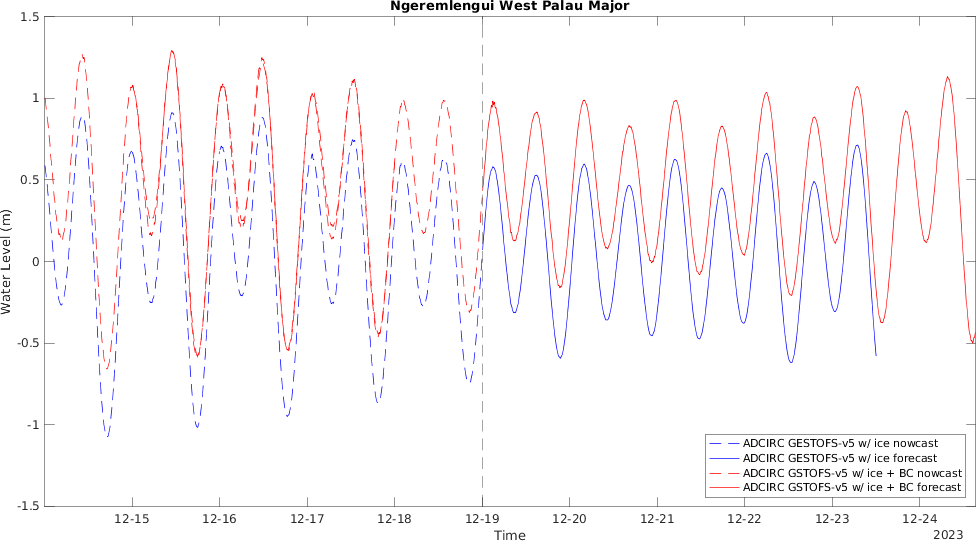 Ngeremlengui West Palau Major
1.5
1
0.5
0
-0.5
-1
-1.5
Water Level (m)
ADCIRC GESTOFS-v5 w/ ice nowcast
ADCIRC GESTOFS-v5 w/ ice forecast
ADCIRC GSTOFS-v5 w/ ice + BC nowcast
ADCIRC GSTOFS-v5 w/ ice + BC forecast
12-15 12-16 12-17 12-18 12-19 12-20 12-21 12-22 12-23 12-24
Time
2023